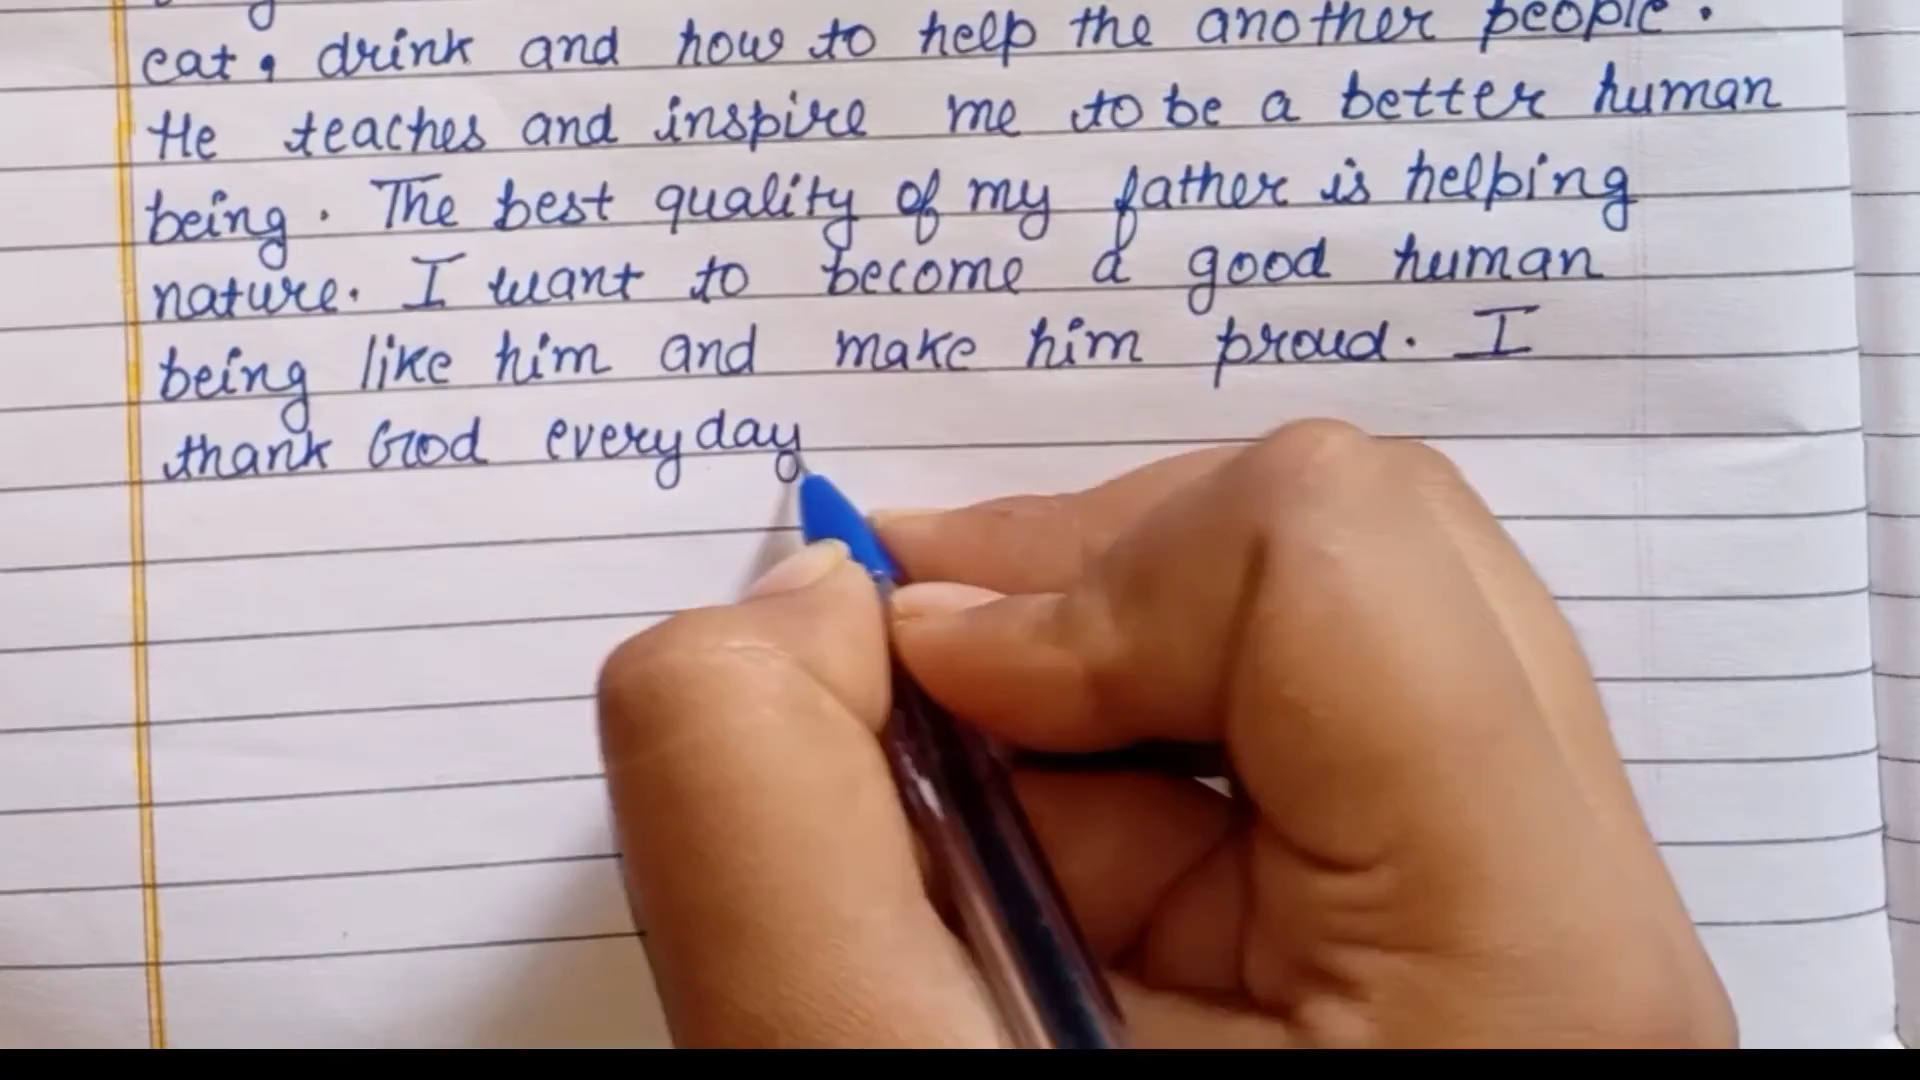 eat, drink and how to help the another people.
He teaches and inspire me to be a better human
being. The best quality of my father is helping
nature. I want to become a good human
being like him and make him proud. I
thank God everyday